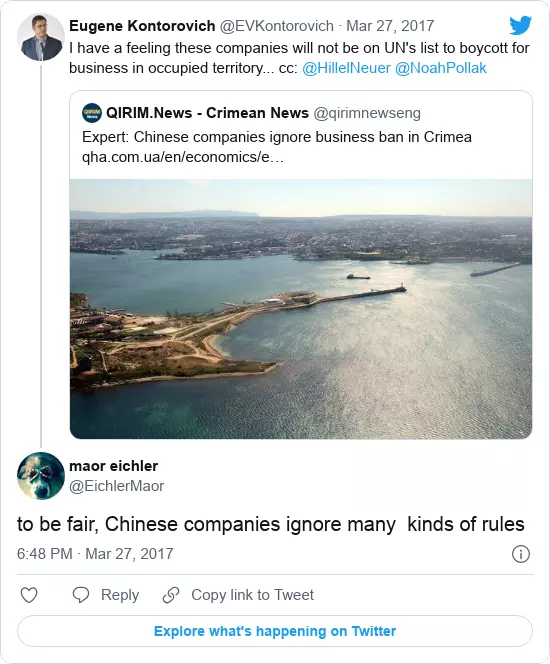 Eugene Kontorovich @EVKontorovich · Mar 27, 2017
I have a feeling these companies will not be on UN's list to boycott for
business in occupied territory... cc: @HillelNeuer @NoahPollak
QIRIM News
QIRIM.News - Crimean News @qirimnewseng
Expert: Chinese companies ignore business ban in Crimea
qha.com.ua/en/economics/e…
maor eichler
@EichlerMaor
to be fair, Chinese companies ignore many  kinds of rules
6:48 PM · Mar 27, 2017
Reply
Copy link to Tweet
Explore what's happening on Twitter